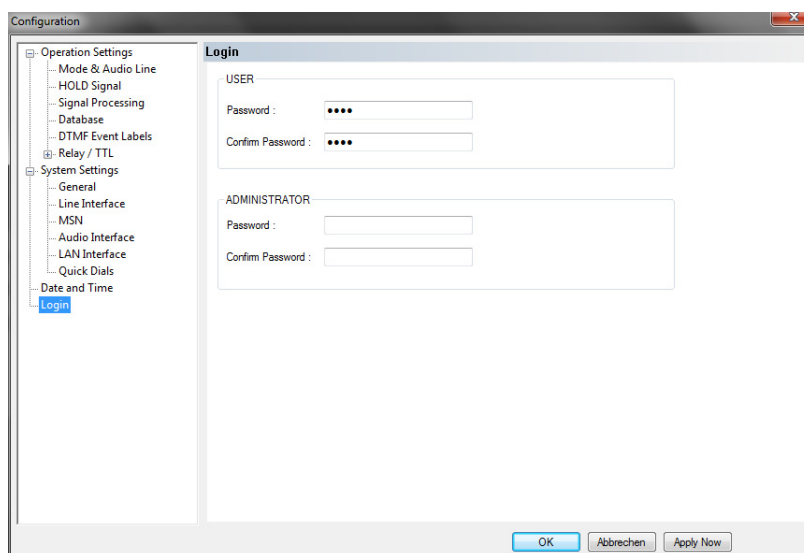 Configuration
Operation Settings
Mode & Audio Line
HOLD Signal
Signal Processing
Database
DTMF Event Labels
Relay / TTL
System Settings
General
Line Interface
MSN
Audio Interface
LAN Interface
Quick Dials
Date and Time
Login
Login
USER
Password :
••••
Confirm Password :
••••
ADMINISTRATOR
Password :
Confirm Password :
OK
Abbrechen
Apply Now